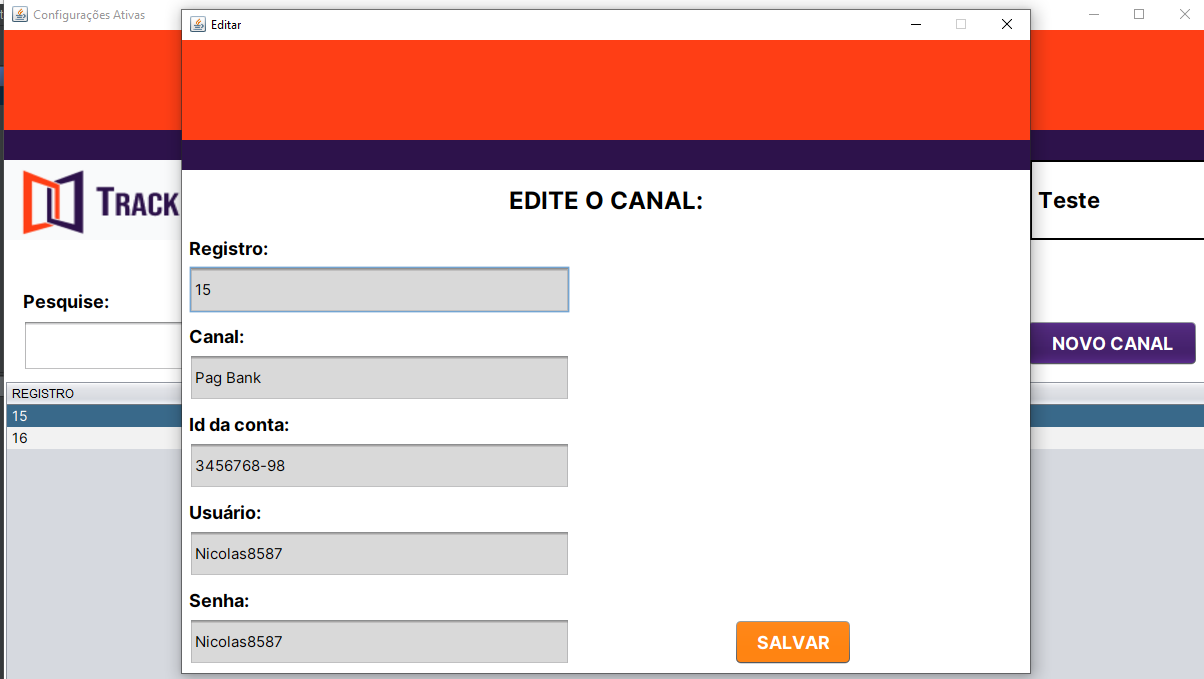 Configurações Ativas
Editar
EDITE O CANAL:
TRACK
Teste
Registro:
15
Pesquise:
Canal:
Pag Bank
NOVO CANAL
REGISTRO
15
16
Id da conta:
3456768-98
Usuário:
Nicolas8587
Senha:
Nicolas8587
SALVAR